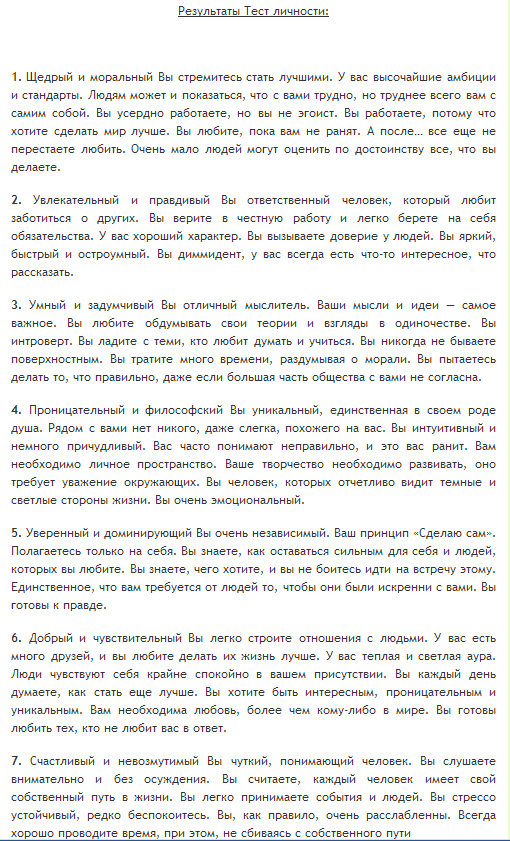 Результаты Тест личности:
1. Щедрый и моральный Вы стремитесь стать лучшими. У вас высочайшие амбиции
и стандарты. Людям может и показаться, что с вами трудно, но труднее всего вам с
самим собой. Вы усердно работаете, но вы не эгоист. Вы работаете, потому что
хотите сделать мир лучше. Вы любите, пока вам не ранят. А после… все еще не
перестаете любить. Очень мало людей могут оценить по достоинству все, что вы
делаете.
2. Увлекательный и правдивый Вы ответственный человек, который любит
заботиться о других. Вы верите в честную работу и легко берете на себя
обязательства. У вас хороший характер. Вы вызываете доверие у людей. Вы яркий,
быстрый и остроумный. Вы диммидент, у вас всегда есть что-то интересное, что
рассказать.
3. Умный и задумчивый Вы отличный мыслитель. Ваши мысли и идеи — самое
важное. Вы любите обдумывать свои теории и взгляды в одиночестве. Вы
интроверт. Вы ладите с теми, кто любит думать и учиться. Вы никогда не бываете
поверхностным. Вы тратите много времени, раздумывая о морали. Вы пытаетесь
делать то, что правильно, даже если большая часть общества с вами не согласна.
4. Проницательный и философский Вы уникальный, единственная в своем роде
душа. Рядом с вами нет никого, даже слегка, похожего на вас. Вы интуитивный и
немного причудливый. Вас часто понимают неправильно, и это вас ранит. Вам
необходимо личное пространство. Ваше творчество необходимо развивать, оно
требует уважение окружающих. Вы человек, которых отчетливо видит темные и
светлые стороны жизни. Вы очень эмоциональный.
5. Уверенный и доминирующий Вы очень независимый. Ваш принцип «Сделаю сам».
Полагаетесь только на себя. Вы знаете, как оставаться сильным для себя и людей,
которых вы любите. Вы знаете, чего хотите, и вы не боитесь идти на встречу этому.
Единственное, что вам требуется от людей то, чтобы они были искренни с вами. Вы
готовы к правде.
6. Добрый и чувствительный Вы легко строите отношения с людьми. У вас есть
много друзей, и вы любите делать их жизнь лучше. У вас теплая и светлая аура.
Люди чувствуют себя крайне спокойно в вашем присутствии. Вы каждый день
думаете, как стать еще лучше. Вы хотите быть интересным, проницательным и
уникальным. Вам необходима любовь, более чем кому-либо в мире. Вы готовы
любить тех, кто не любит вас в ответ.
7. Счастливый и невозмутимый Вы чуткий, понимающий человек. Вы слушаете
внимательно и без осуждения. Вы считаете, каждый человек имеет свой
собственный путь в жизни. Вы легко принимаете события и людей. Вы стрессо
устойчивый, редко беспокоитесь. Вы, как правило, очень расслабленны. Всегда
хорошо проводите время, при этом, не сбиваясь с собственного пути